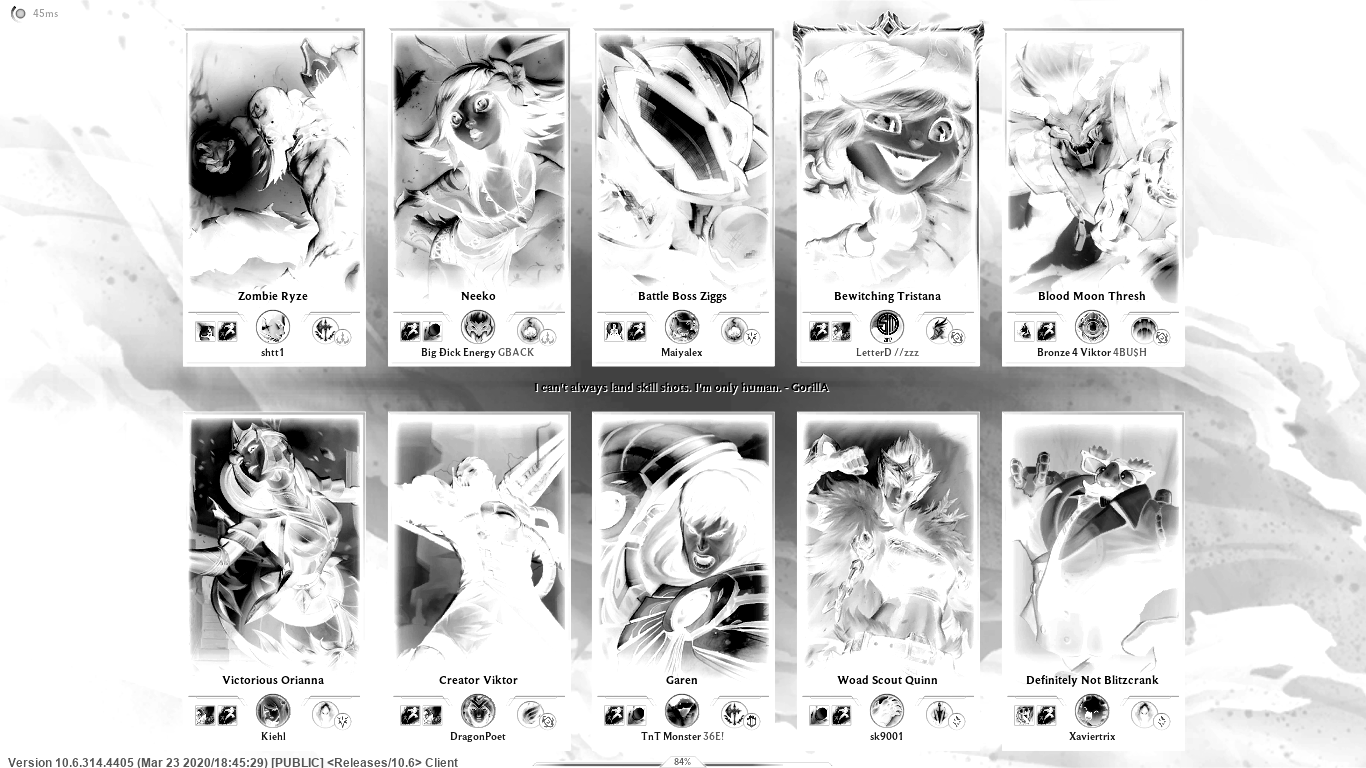 45ms
Zombie Ryze
Neeko
Battle Boss Ziggs
Bewitching Tristana
Blood Moon Thresh
shtt1
Big Đick Energy GBACK
Maiyalex
LetterD //zzz
Bronze 4 Viktor 4BU$H
I can't always land skill shots. I'm only human. - GorillA
Victorious Orianna
Creator Viktor
Garen
Woad Scout Quinn
Definitely Not Blitzcrank
Kiehl
DragonPoet
TnT Monster 36E!
sk9001
Xaviertrix
Version 10.6.314.4405 (Mar 23 2020/18:45:29) [PUBLIC] <Releases/10.6> Client
84%